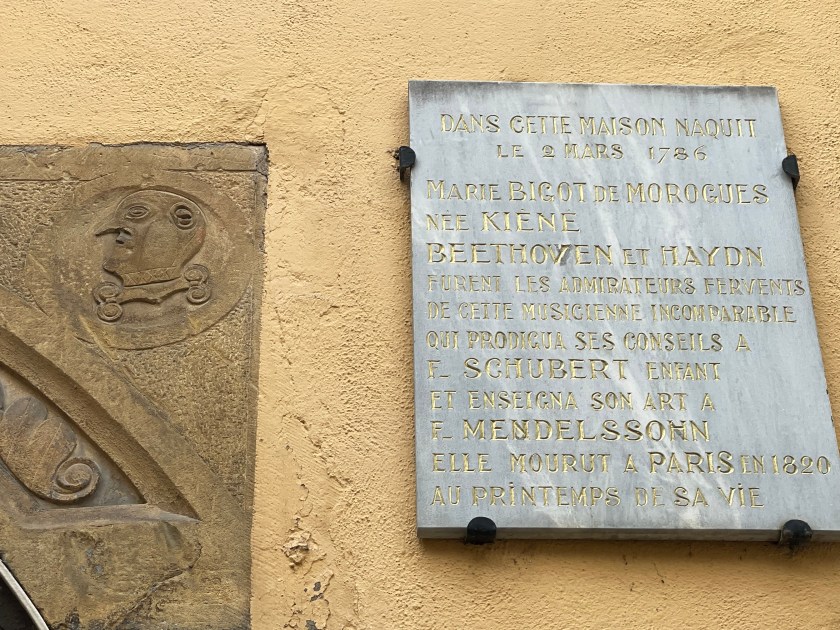 DANS CETTE MAISON NAQUIT
LE 2 MARS 1786
MARIE BIGOT DE MOROGUES
NÉE KIÉNÉ
BEETHOVEN ET HAYDN
FURENT LES ADMIRATEURS FERVENTS
DE CETTE MUSICIENNE INCOMPARABLE
QUI PRODIGUA SES CONSEILS A
F. SCHUBERT ENFANT
ET ENSEIGNA SON ART A
F. MENDELSSOHN
ELLE MOURUT A PARIS EN 1820
AU PRINTEMPS DE SA VIE